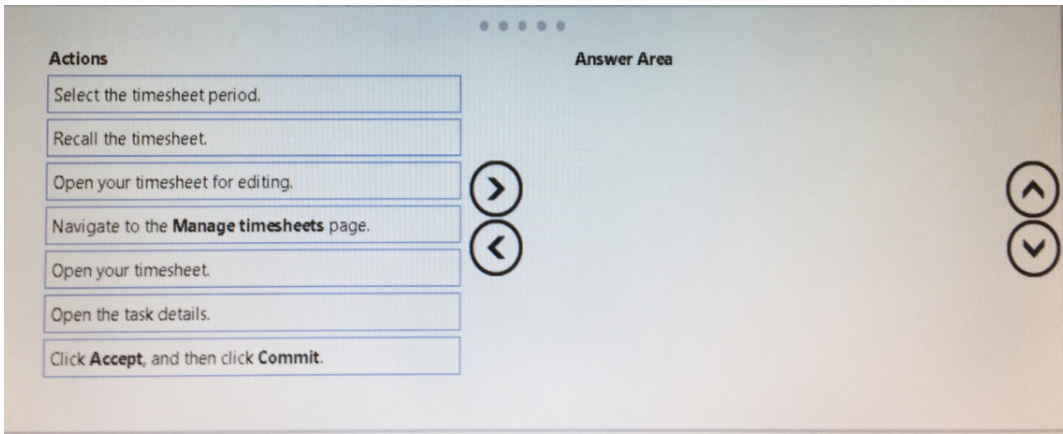 Actions
Answer Area
Select the timesheet period.
Recall the timesheet.
Open your timesheet for editing.
Navigate to the Manage timesheets page.
Open your timesheet.
Open the task details.
Click Accept, and then click Commit.